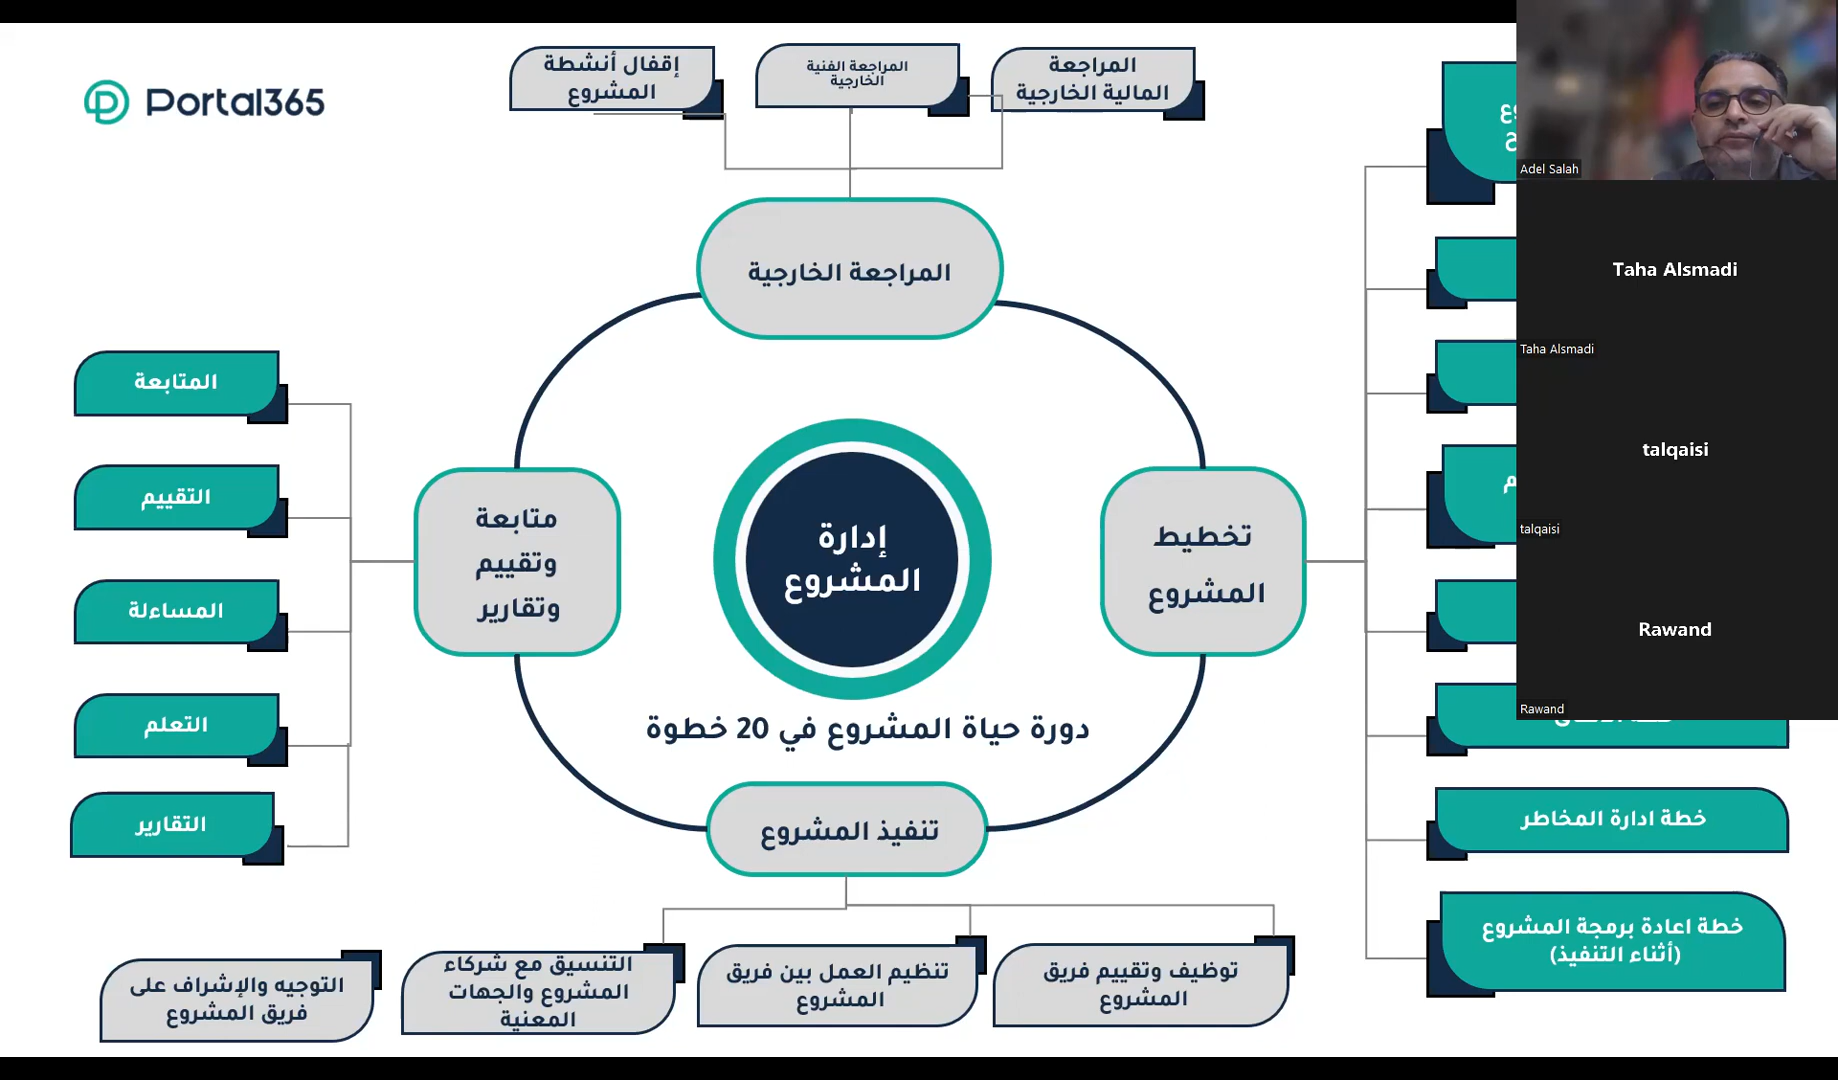 Portal365
إقفال أنشطة
المشروع
المراجعة الفنية
الخارجية
المراجعة
المالية الخارجية
المراجعة الخارجية
المتابعة
التقييم
المساءلة
التعلم
التقارير
متابعة
وتقييم
وتقارير
إدارة
المشروع
تخطيط
المشروع
دورة حياة المشروع في 20 خطوة
تنفيذ المشروع
خطة ادارة المخاطر
خطة اعادة برمجة المشروع
(أثناء التنفيذ)
توظيف وتقييم فريق
المشروع
تنظيم العمل بين فريق
المشروع
التنسيق مع شركاء
المشروع والجهات
المعنية
التوجيه والإشراف على
فريق المشروع
Adel Salah
Taha Alsmadi
Taha Alsmadi
talqaisi
talqaisi
Rawand
Rawand